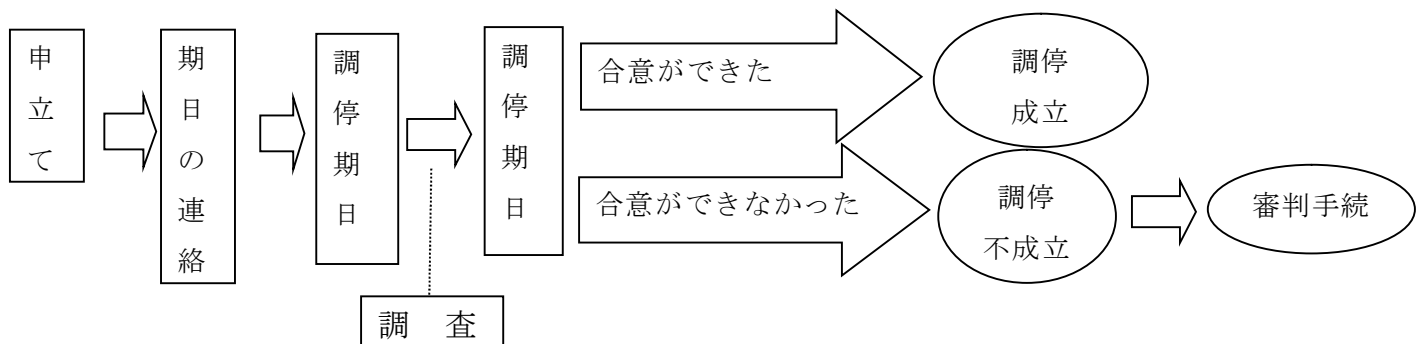 申立て
期日の連絡
調停期日
調停期日
合意ができた
調停
成立
合意ができなかった
調停
不成立
審判手続
調　査